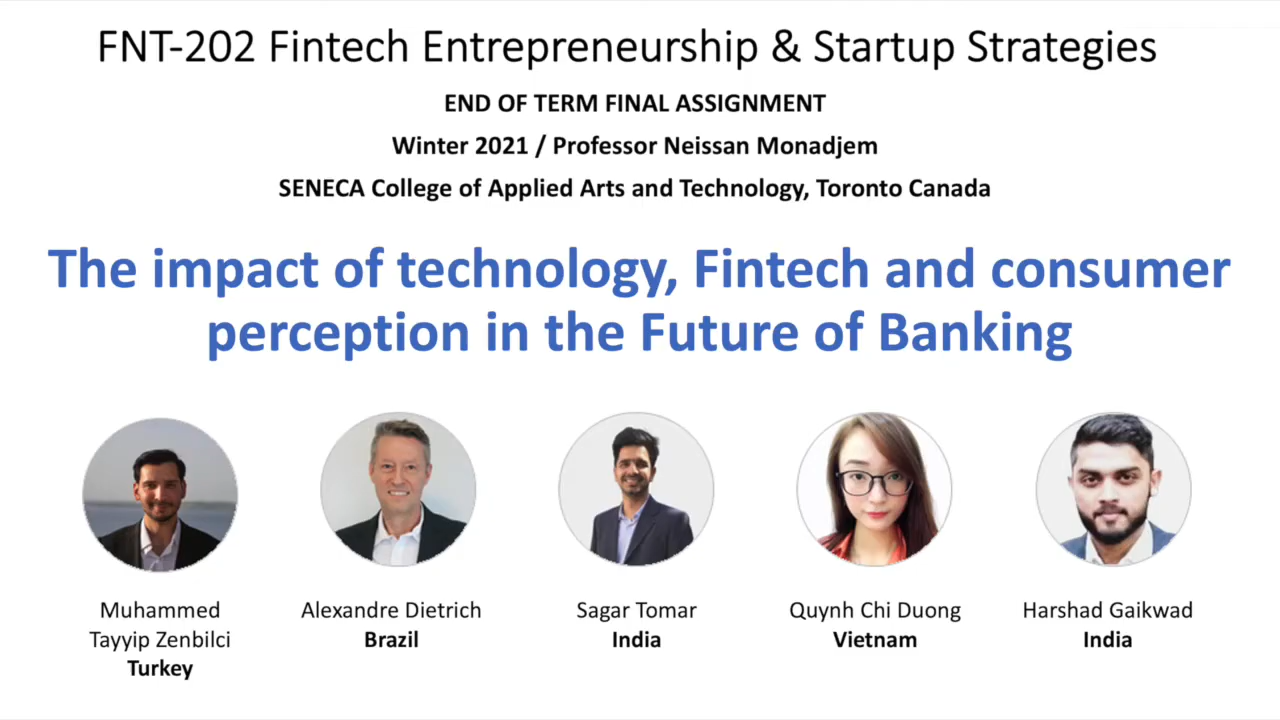 FNT-202 Fintech Entrepreneurship & Startup Strategies
END OF TERM FINAL ASSIGNMENT
Winter 2021 / Professor Neissan Monadjem
SENECA College of Applied Arts and Technology, Toronto Canada
The impact of technology, Fintech and consumer
perception in the Future of Banking
Muhammed
Tayyip Zenbilci
Turkey
Alexandre Dietrich
Brazil
Sagar Tomar
India
Quynh Chi Duong
Vietnam
Harshad Gaikwad
India